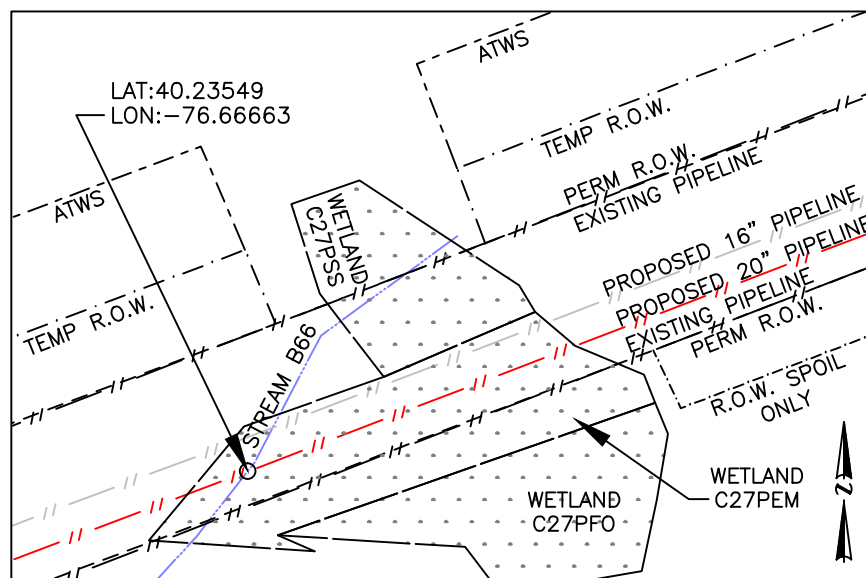 ATWS
LAT:40.23549
LON:-76.66663
TEMP R.O.W.
PERM R.O.W.
EXISTING PIPELINE
ATWS
WETLAND
C27PSS
PROPOSED 16" PIPELINE
PROPOSED 20" PIPELINE
EXISTING PIPELINE
PERM R.O.W.
TEMP R.O.W.
STREAM B66
R.O.W. SPOIL
ONLY
WETLAND
C27PEM
WETLAND
C27PFO
N